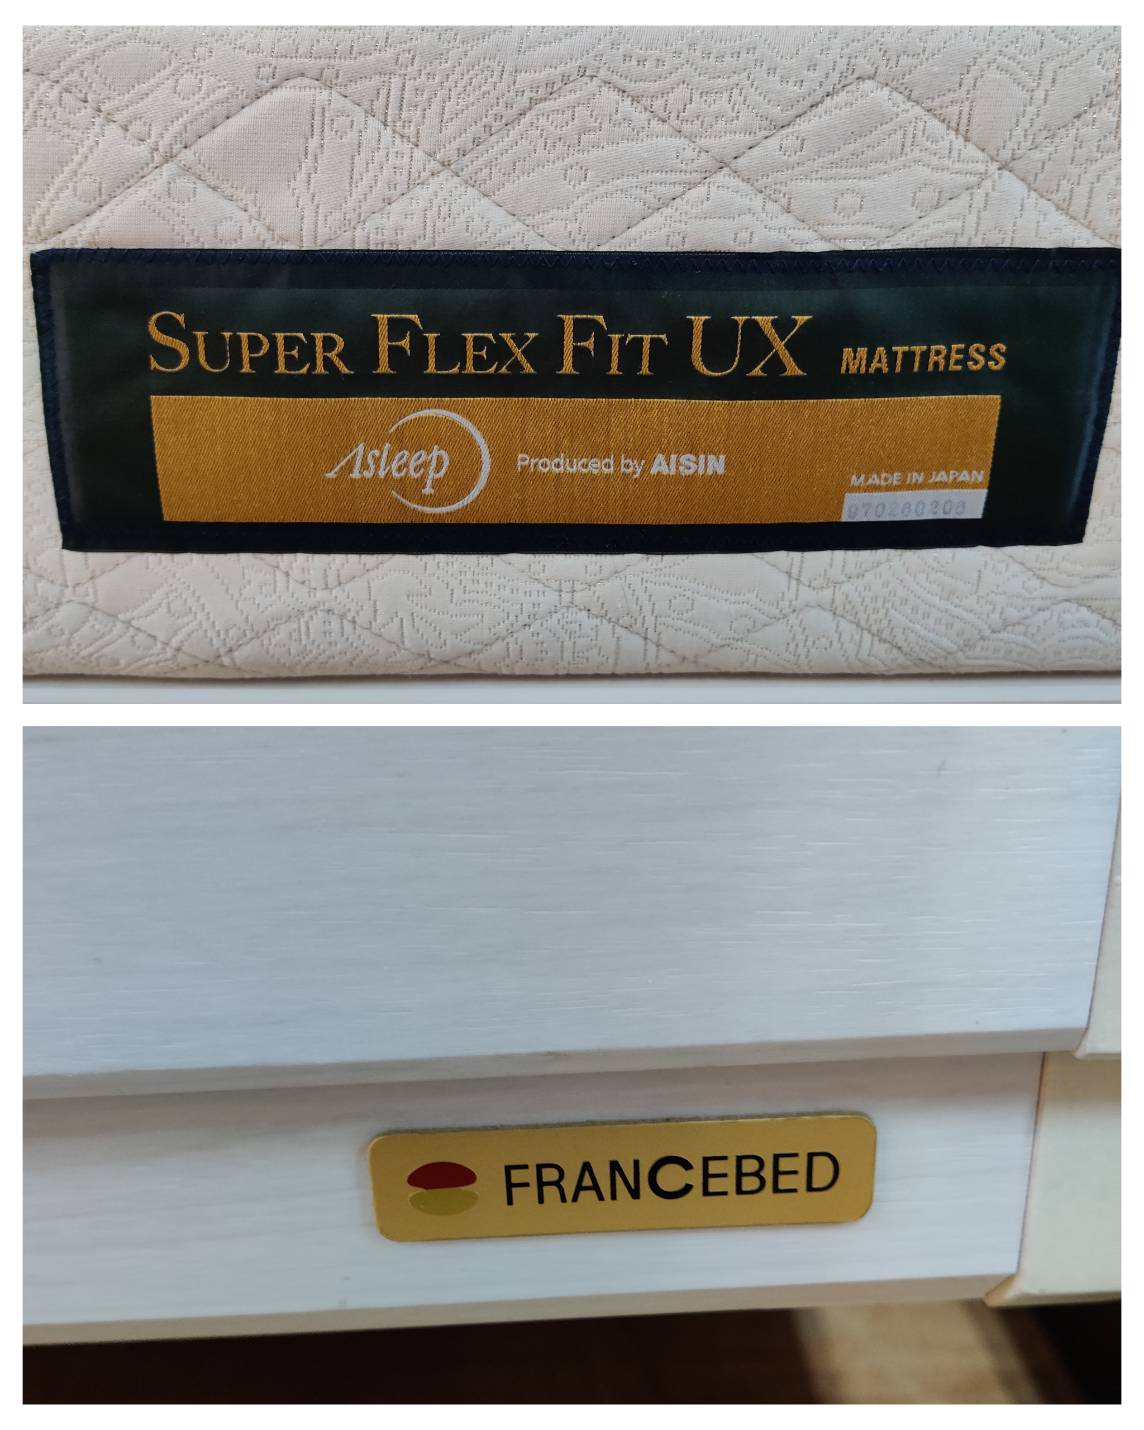 SUPER FLEX FIT UX MATTRESS
Asleep Produced by AISIN
MADE IN JAPAN
FRANCEBED